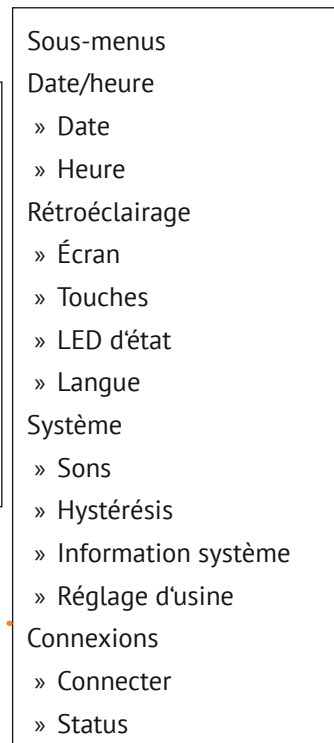 Sous-menus
Date/heure
» Date
» Heure
Rétroéclairage
» Écran
» Touches
» LED d‘état
» Langue
Système
» Sons
» Hystérésis
» Information système
» Réglage d‘usine
Connexions
» Connecter
» Status